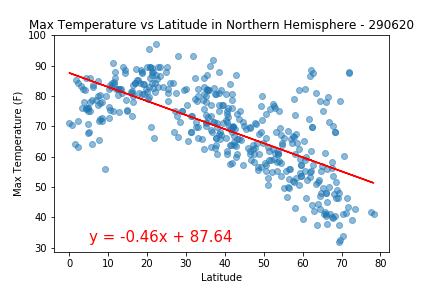 Max Temperature vs Latitude in Northern Hemisphere - 290620
100
90
80
70
60
50
40
30
Max Temperature (F)
y = -0.46x + 87.64
0 10 20 30 40 50 60 70 80
Latitude